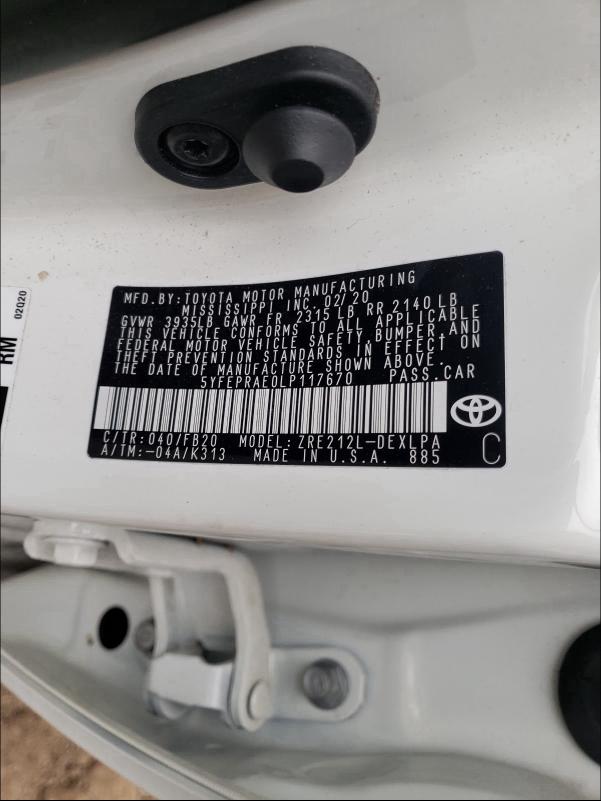 02Q20
RM
MFD.BY:TOYOTA MOTOR MANUFACTURING
MISSISSIPPI INC. 02/20
GVWR 3935LB GAWR FR 2315 LB RR 2140 LB
THIS VEHICLE CONFORMS TO ALL APPLICABLE
FEDERAL MOTOR VEHICLE SAFETY,BUMPER,AND
THEFT PREVENTION STANDARDS IN EFFECT ON
THE DATE OF MANUFACTURE SHOWN ABOVE.
5YFEPRAE0LP117670 PASS.CAR
C/TR:040/FB20 MODEL:ZRE212L-DEXLPA
A/TM:-04A/K313 MADE IN U.S.A. 885
C